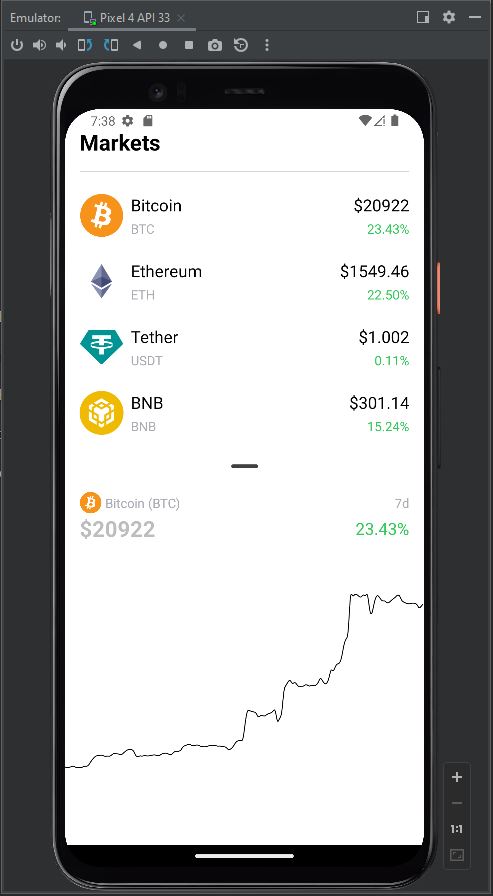 Emulator: Pixel 4 API 33
7:38
Markets
Bitcoin $20922
BTC 23.43%
Ethereum $1549.46
ETH 22.50%
Tether $1.002
USDT 0.11%
BNB $301.14
BNB 15.24%
Bitcoin (BTC) 7d
$20922 23.43%
1:1